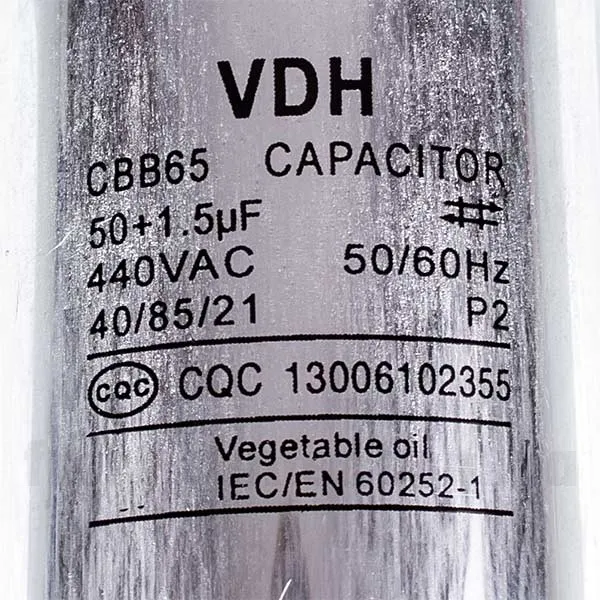 VDH
CBB65 CAPACITOR
50+1.5µF
440VAC 50/60Hz
40/85/21 P2
CQC CQC 13006102355
Vegetable oil
IEC/EN 60252-1